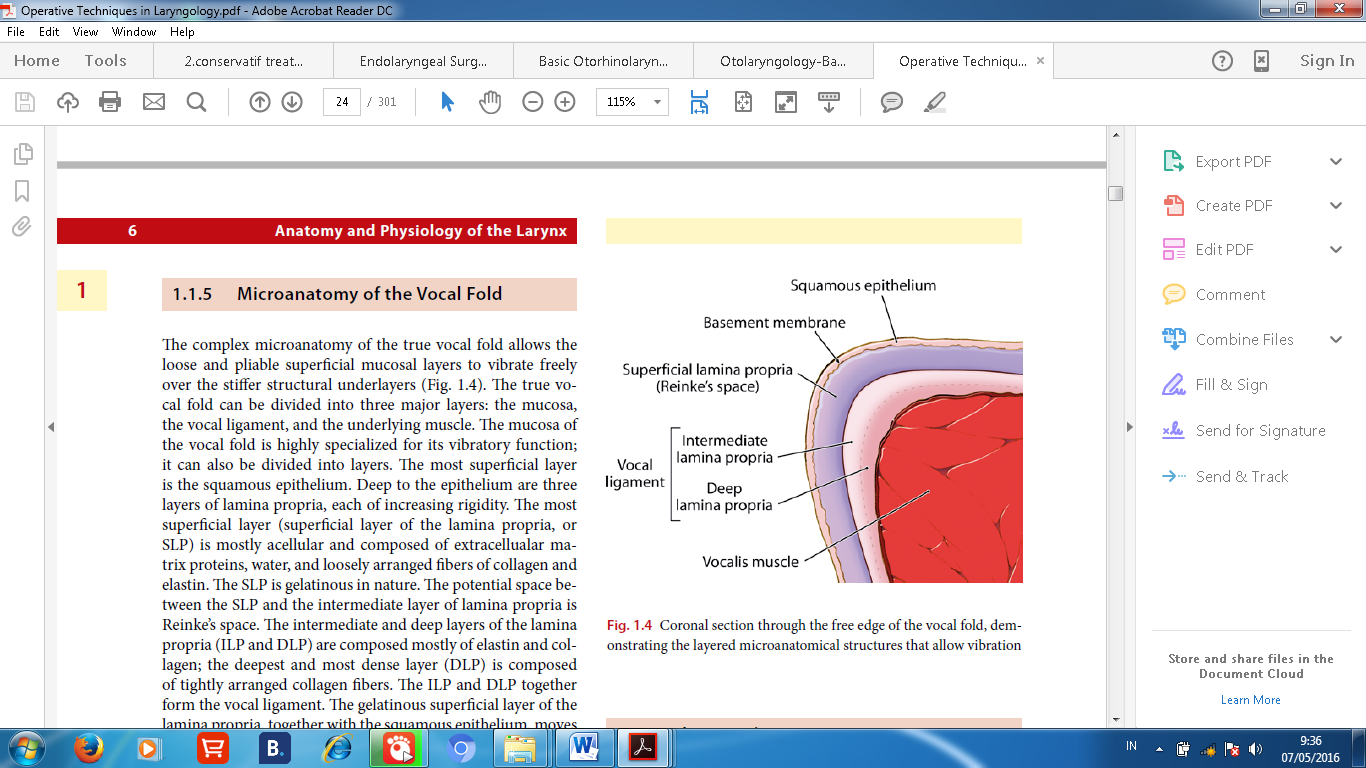 Operative Techniques in Laryngology.pdf - Adobe Acrobat Reader DC
File Edit View Window Help
Home Tools 2.conservatif treat... Endolaryngeal Surg... Basic Otorhinolaryn... Otolaryngology-Ba... Operative Techniqu... × Sign In
24 / 301 115%
6 Anatomy and Physiology of the Larynx
1
1.1.5 Microanatomy of the Vocal Fold
The complex microanatomy of the true vocal fold allows the
loose and pliable superficial mucosal layers to vibrate freely
over the stiffer structural underlayers (Fig. 1.4). The true vo-
cal fold can be divided into three major layers: the mucosa,
the vocal ligament, and the underlying muscle. The mucosa of
the vocal fold is highly specialized for its vibratory function;
it can also be divided into layers. The most superficial layer
is the squamous epithelium. Deep to the epithelium are three
layers of lamina propria, each of increasing rigidity. The most
superficial layer (superficial layer of the lamina propria, or
SLP) is mostly acellular and composed of extracellualar ma-
trix proteins, water, and loosely arranged fibers of collagen and
elastin. The SLP is gelatinous in nature. The potential space be-
tween the SLP and the intermediate layer of lamina propria is
Reinke's space. The intermediate and deep layers of the lamina
propria (ILP and DLP) are composed mostly of elastin and col-
lagen; the deepest and most dense layer (DLP) is composed
of tightly arranged collagen fibers. The ILP and DLP together
form the vocal ligament. The gelatinous superficial layer of the
lamina propria, together with the squamous epithelium, moves
Squamous epithelium
Basement membrane
Superficial lamina propria
(Reinke's space)
Intermediate
lamina propria
Vocal
ligament
Deep
lamina propria
Vocalis muscle
Fig. 1.4 Coronal section through the free edge of the vocal fold, dem-
onstrating the layered microanatomical structures that allow vibration
Export PDF
Create PDF
Edit PDF
Comment
Combine Files
Fill & Sign
Send for Signature
Send & Track
Store and share files in the
Document Cloud
Learn More
B.
IN
9:36
07/05/2016